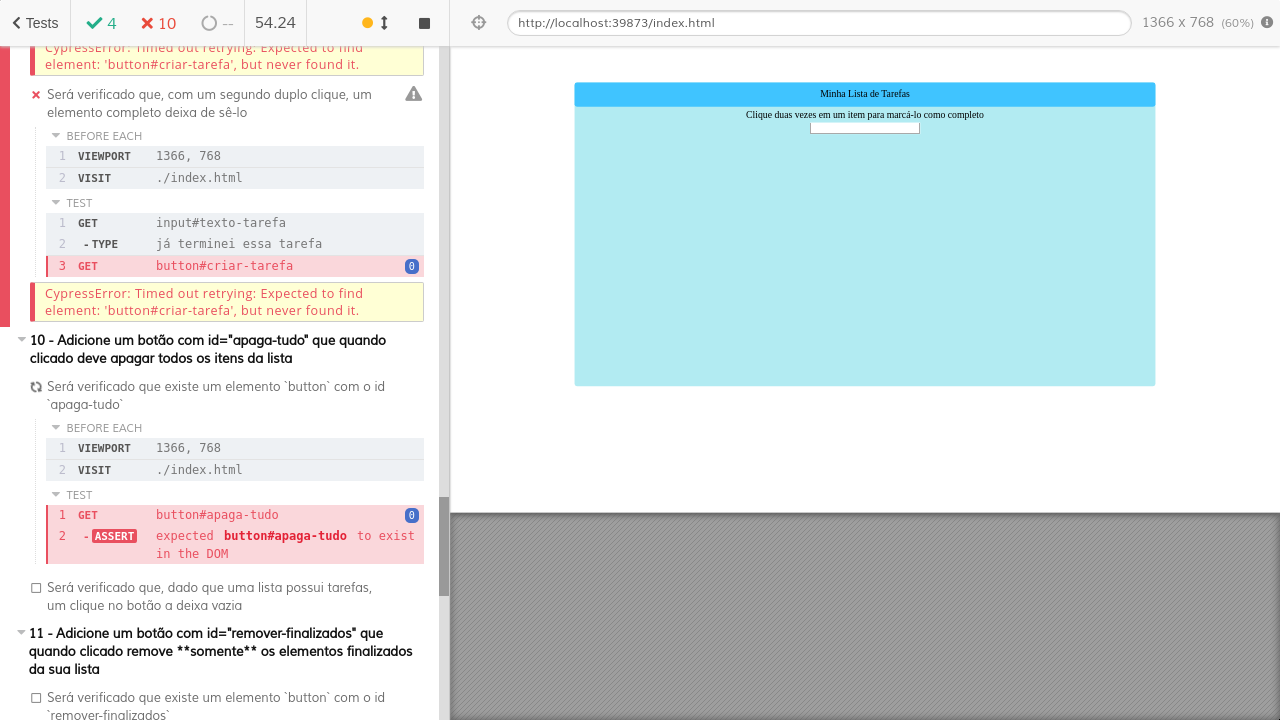 Tests 4 10 -- 54.24
http://localhost:39873/index.html 1366 x 768 (60%)
CypressError: Timed out retrying: Expected to find
element: 'button#criar-tarefa', but never found it.
Será verificado que, com um segundo duplo clique, um
elemento completo deixa de sê-lo
BEFORE EACH
1 VIEWPORT 1366, 768
2 VISIT ./index.html
TEST
1 GET input#texto-tarefa
2 - TYPE já terminei essa tarefa
3 GET button#criar-tarefa 0
CypressError: Timed out retrying: Expected to find
element: 'button#criar-tarefa', but never found it.
10 - Adicione um botão com id="apaga-tudo" que quando
clicado deve apagar todos os itens da lista
Será verificado que existe um elemento `button` com o id
`apaga-tudo`
BEFORE EACH
1 VIEWPORT 1366, 768
2 VISIT ./index.html
TEST
1 GET button#apaga-tudo 0
2 - ASSERT expected button#apaga-tudo to exist
in the DOM
Será verificado que, dado que uma lista possui tarefas,
um clique no botão a deixa vazia
11 - Adicione um botão com id="remover-finalizados" que
quando clicado remove **somente** os elementos finalizados
da sua lista
Será verificado que existe um elemento `button` com o id
`remover-finalizados`
Minha Lista de Tarefas
Clique duas vezes em um item para marcá-lo como completo